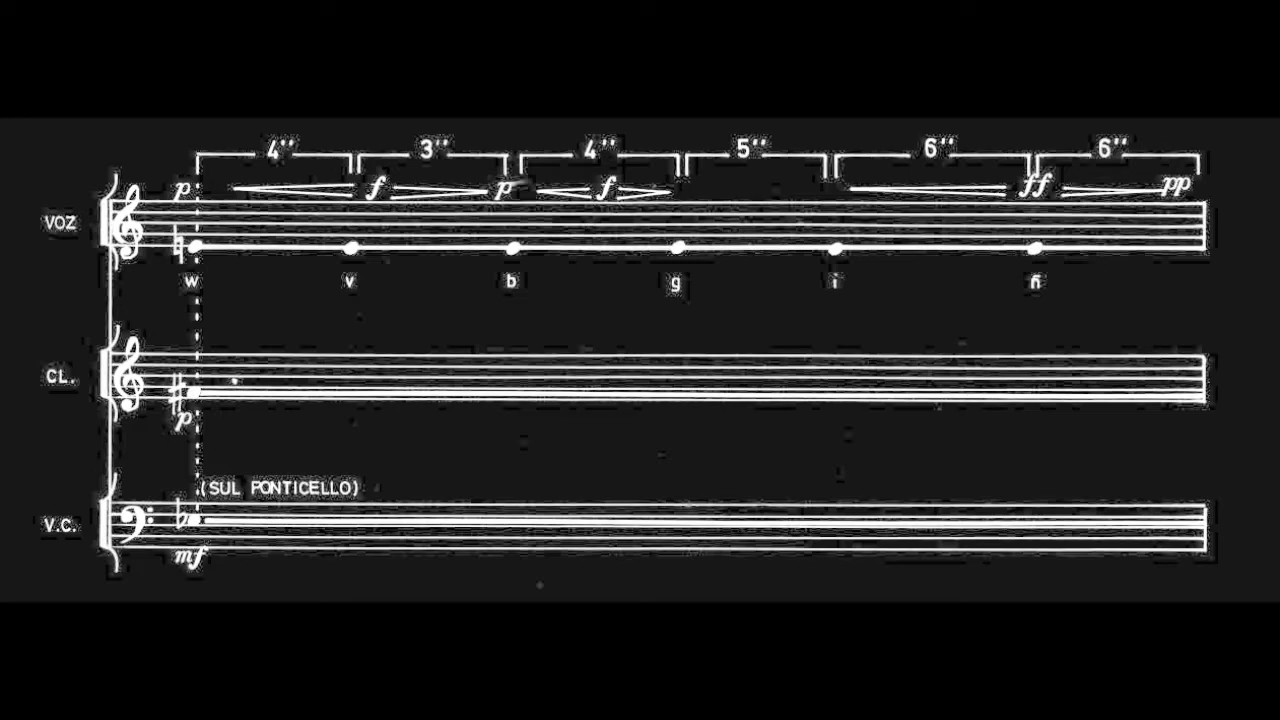 4'' 3'' 4'' 5'' 6'' 6''
p f p f ff pp
VOZ
w v b g i ñ
CL.
p
(SUL PONTICELLO)
V.C.
mf